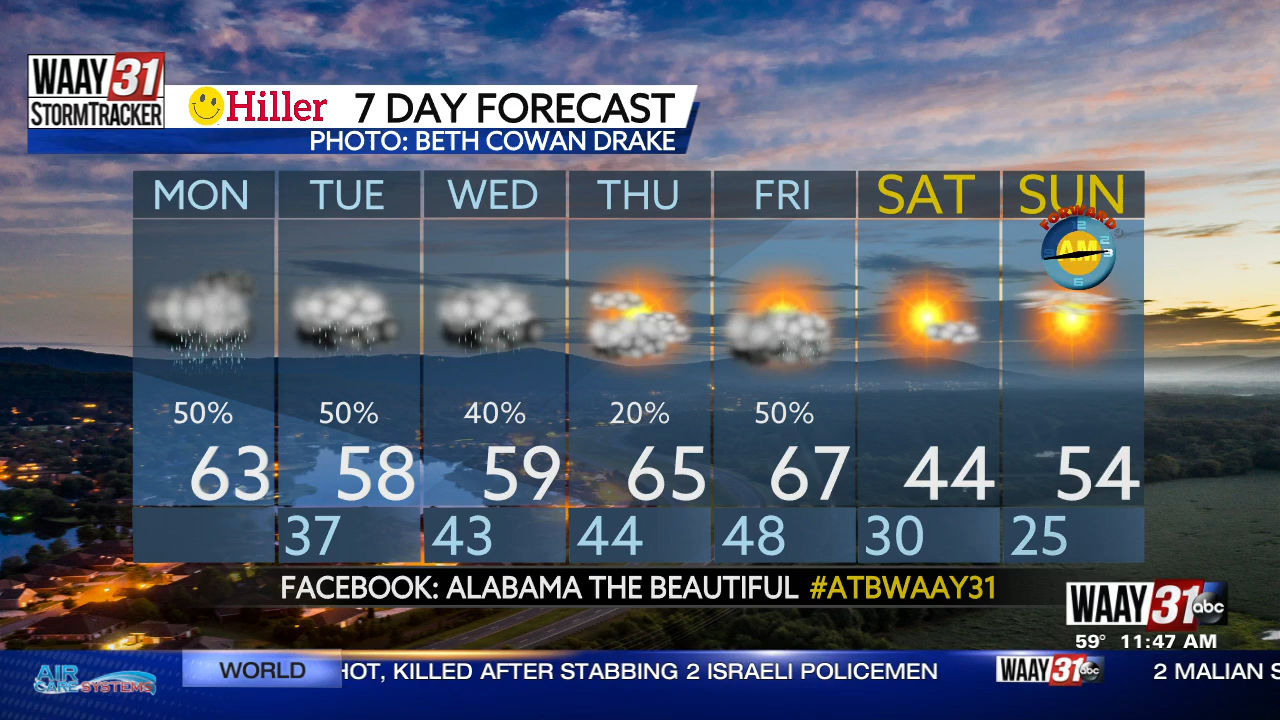 WAAY 31
STORMTRACKER
Hiller
7 DAY FORECAST
PHOTO: BETH COWAN DRAKE
MON TUE WED THU FRI SAT SUN
FORWARD
AM
50% 50% 40% 20% 50%
63 58 59 65 67 44 54
37 43 44 48 30 25
FACEBOOK: ALABAMA THE BEAUTIFUL #ATBWAAY31
WAAY 31 abc
59° 11:47 AM
AIR CARE SYSTEMS
WORLD
HOT, KILLED AFTER STABBING 2 ISRAELI POLICEMEN WAAY 31 abc 2 MALIAN S